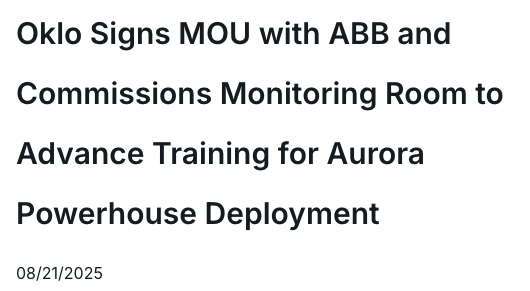 Oklo Signs MOU with ABB and
Commissions Monitoring Room to
Advance Training for Aurora
Powerhouse Deployment
08/21/2025